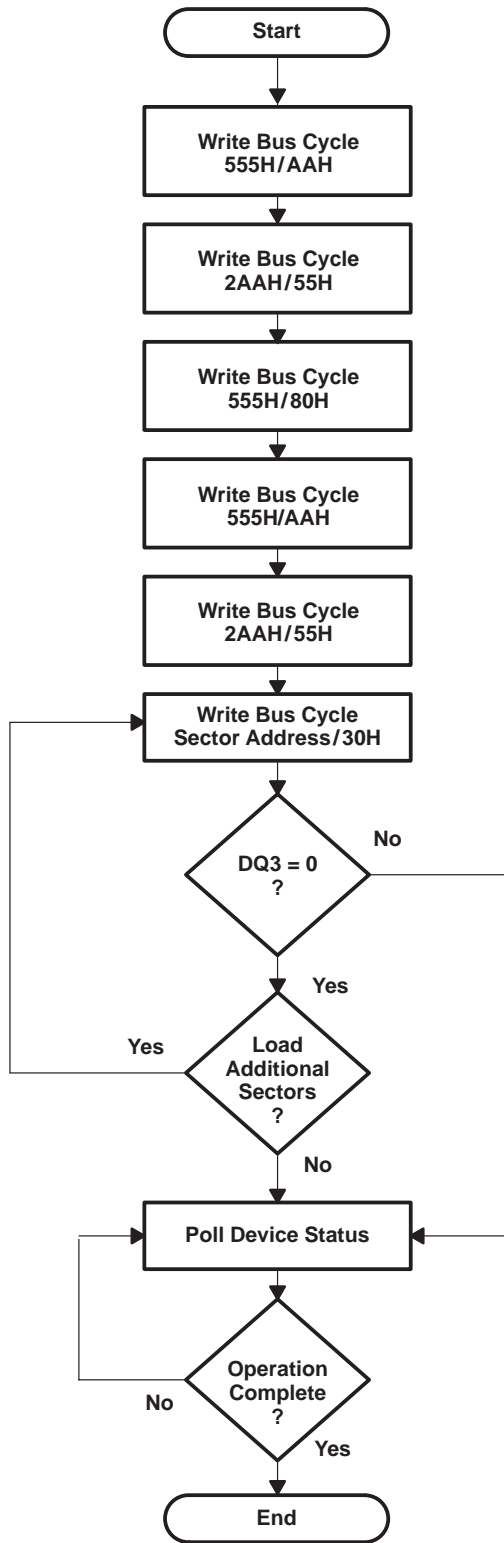 Start
Write Bus Cycle
555H/AAH
Write Bus Cycle
2AAH/55H
Write Bus Cycle
555H/80H
Write Bus Cycle
555H/AAH
Write Bus Cycle
2AAH/55H
Write Bus Cycle
Sector Address/30H
No
DQ3 = 0
?
Yes
Yes
Load
Additional
Sectors
?
No
Poll Device Status
Operation
Complete
?
No
Yes
End